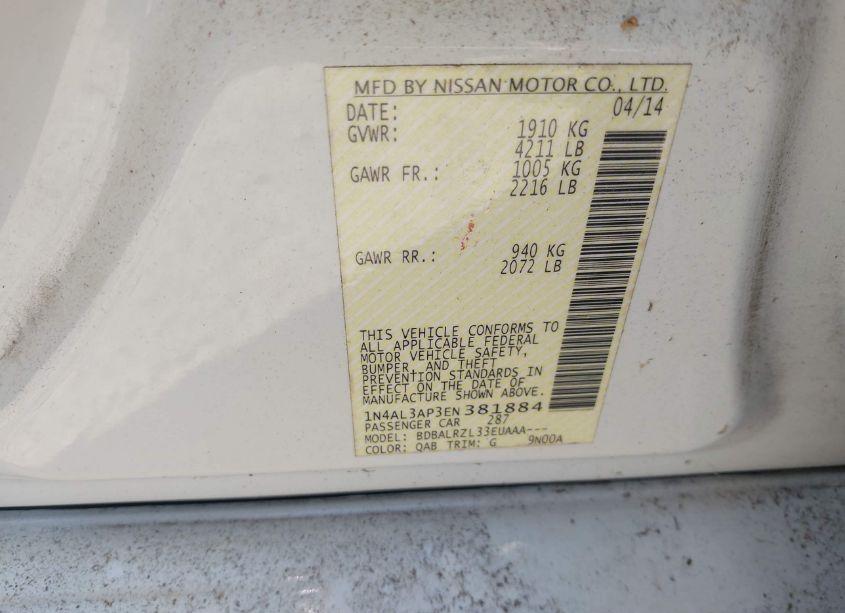 MFD BY NISSAN MOTOR CO., LTD.
DATE: 04/14
GVWR: 1910 KG
4211 LB
GAWR FR.: 1005 KG
2216 LB
GAWR RR.: 940 KG
2072 LB
THIS VEHICLE CONFORMS TO
ALL APPLICABLE FEDERAL
MOTOR VEHICLE SAFETY,
BUMPER, AND THEFT
PREVENTION STANDARDS IN
EFFECT ON THE DATE OF
MANUFACTURE SHOWN ABOVE.
1N4AL3AP3EN381884
PASSENGER CAR 287
MODEL: BDBALRZL33EUAAA---
COLOR: QAB TRIM: G 9N00A